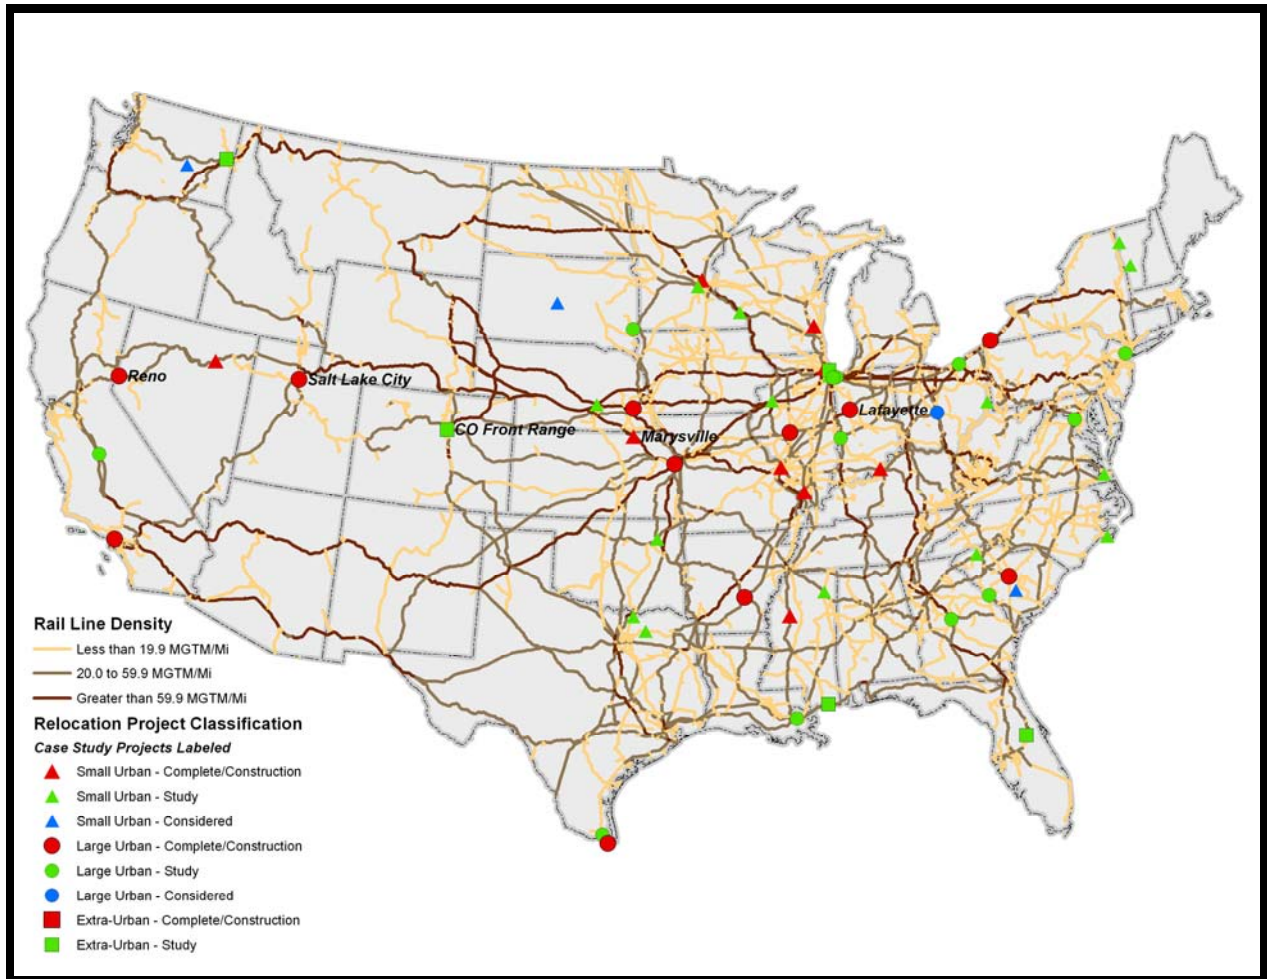 Reno
Salt Lake City
CO Front Range
Marysville
Lafayette
Rail Line Density
Less than 19.9 MGTM/Mi
20.0 to 59.9 MGTM/Mi
Greater than 59.9 MGTM/Mi
Relocation Project Classification
Case Study Projects Labeled
Small Urban - Complete/Construction
Small Urban - Study
Small Urban - Considered
Large Urban - Complete/Construction
Large Urban - Study
Large Urban - Considered
Extra-Urban - Complete/Construction
Extra-Urban - Study